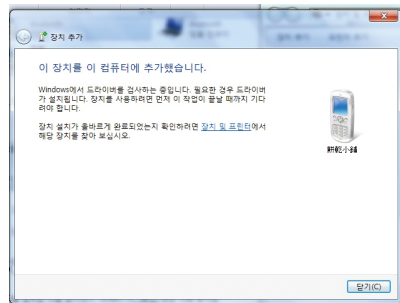 장치 추가
이 장치를 이 컴퓨터에 추가했습니다.
Windows에서 드라이버를 검사하는 중입니다. 필요한 경우 드라이버
가 설치됩니다. 장치를 사용하려면 먼저 이 작업이 끝날 때까지 기다
려야 합니다.
장치 설치가 올바르게 완료되었는지 확인하려면 장치 및 프린터에서
해당 장치를 찾아 보십시오.
餠乾小鋪
닫기(C)